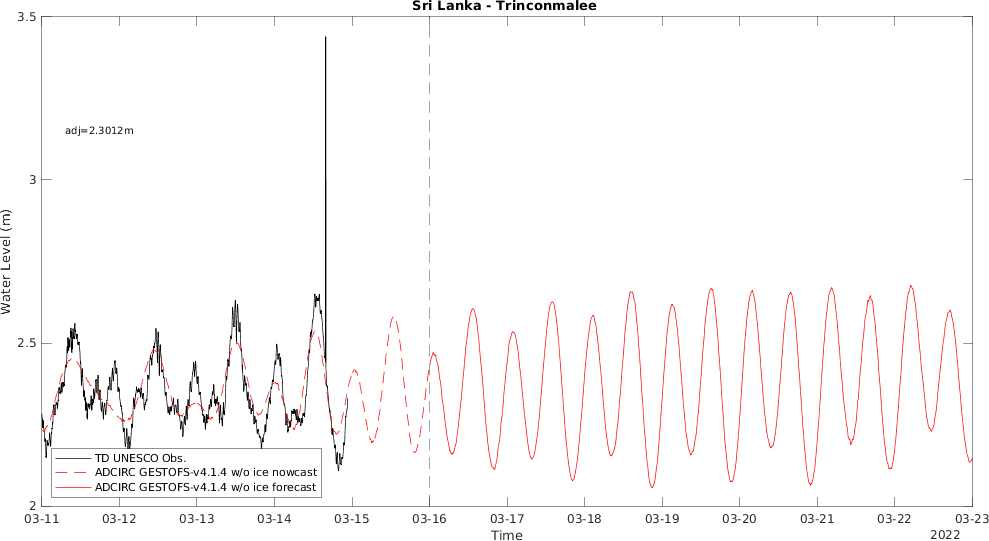 Sri Lanka - Trinconmalee
3.5
3
2.5
2
Water Level (m)
adj=2.3012m
TD UNESCO Obs.
ADCIRC GESTOFS-v4.1.4 w/o ice nowcast
ADCIRC GESTOFS-v4.1.4 w/o ice forecast
03-11 03-12 03-13 03-14 03-15 03-16 03-17 03-18 03-19 03-20 03-21 03-22 03-23
Time
2022